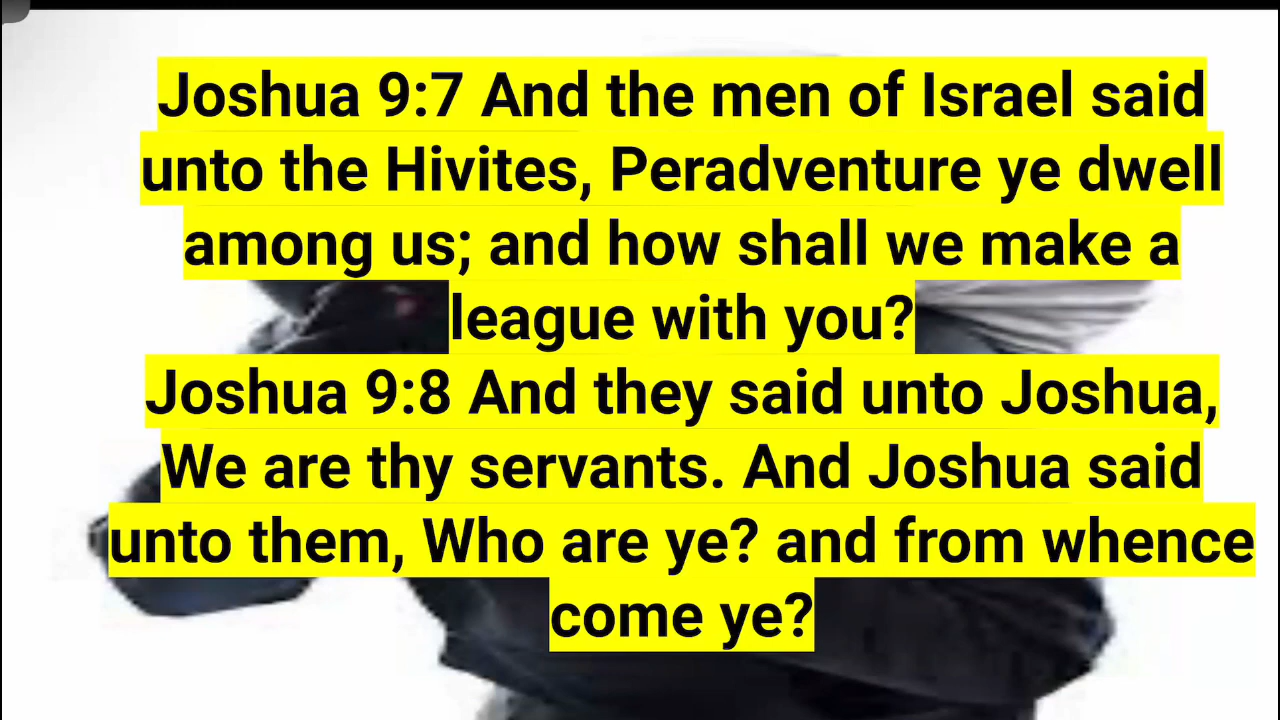 Joshua 9:7 And the men of Israel said
unto the Hivites, Peradventure ye dwell
among us; and how shall we make a
league with you?
Joshua 9:8 And they said unto Joshua,
We are thy servants. And Joshua said
unto them, Who are ye? and from whence
come ye?